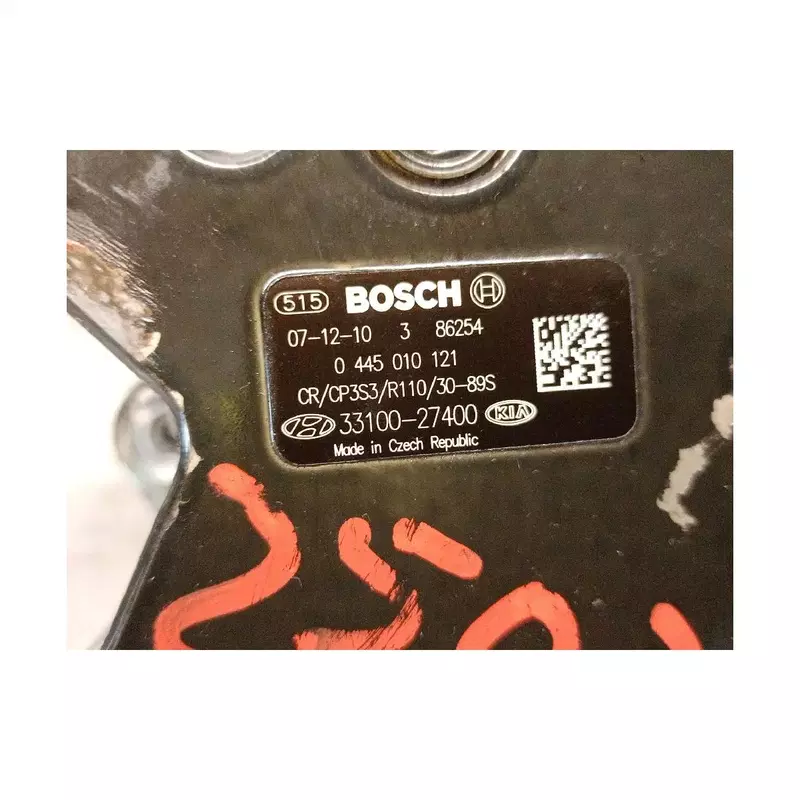 515 BOSCH
07-12-10 3 86254
0 445 010 121
CR/CP3S3/R110/30-89S
33100-27400 KIA
Made in Czech Republic